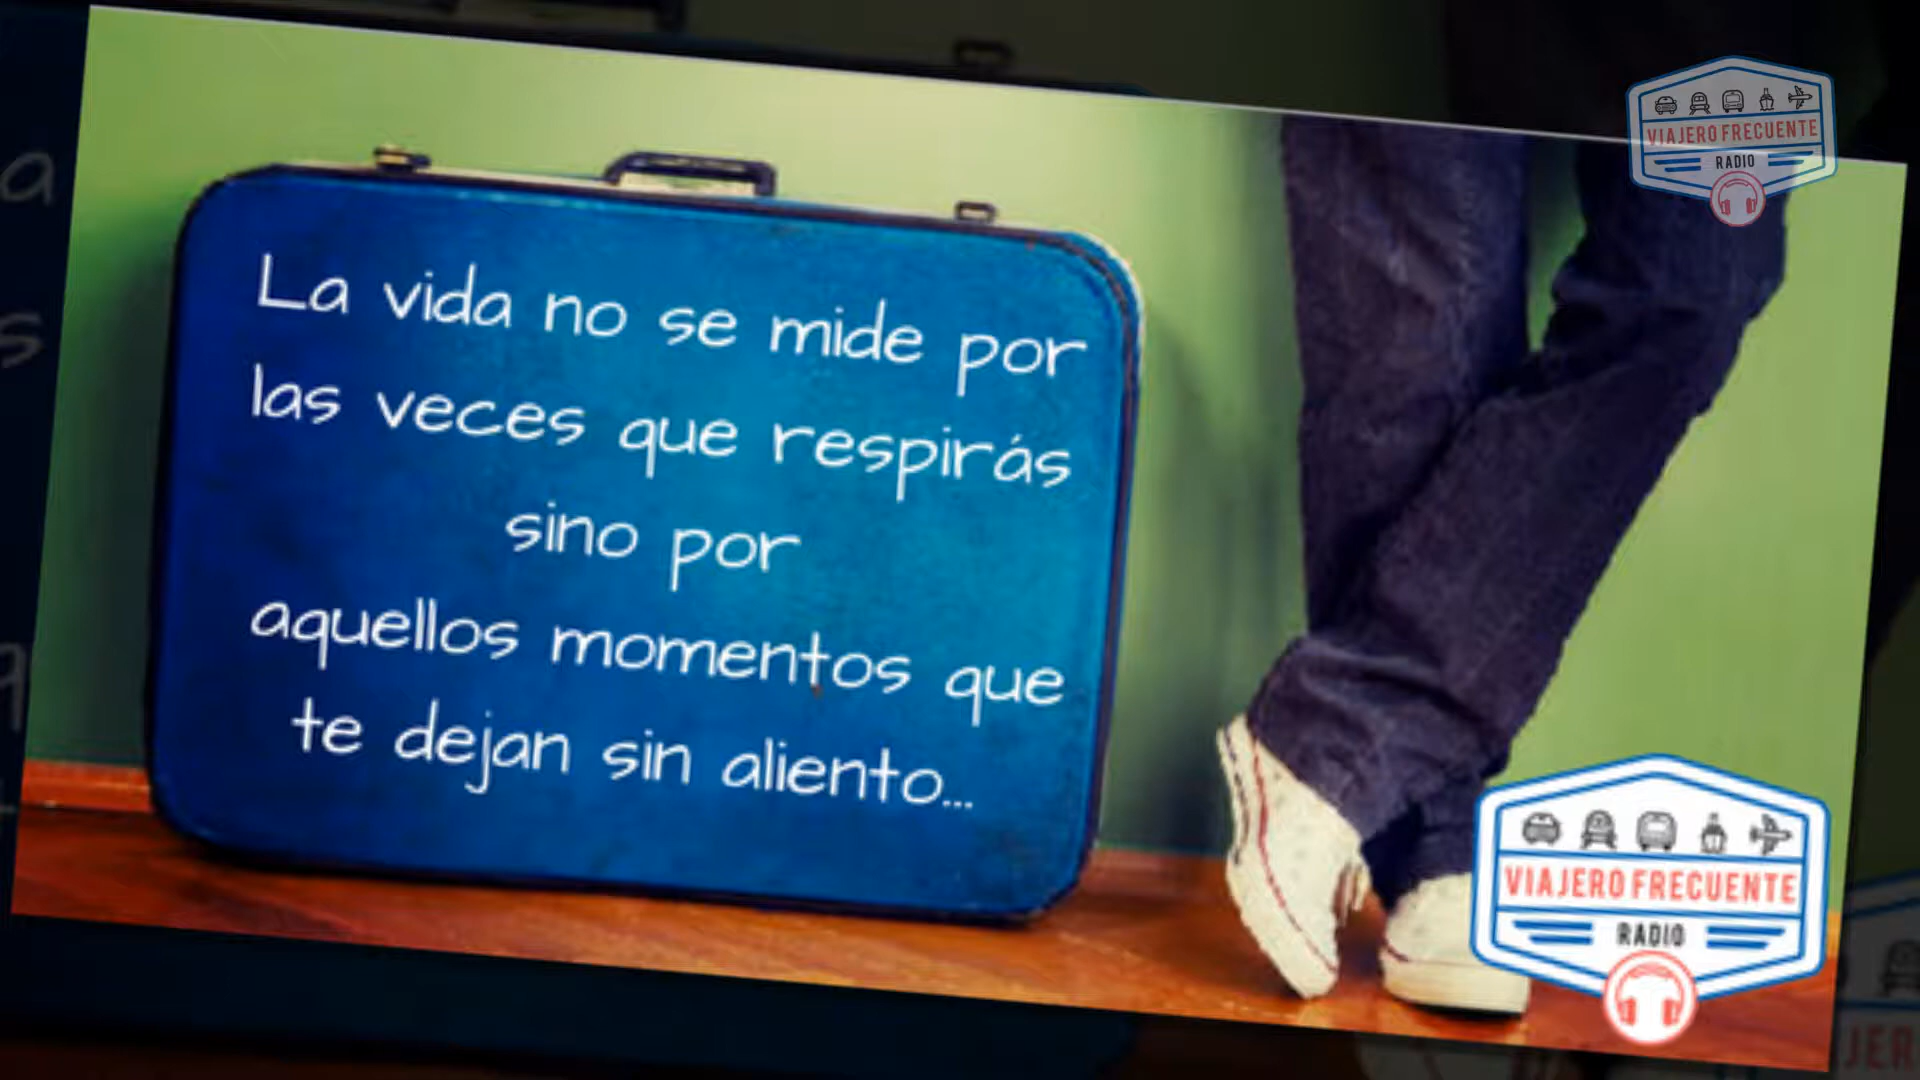 La vida no se mide por
las veces que respirás
sino por
aquellos momentos que
te dejan sin aliento...
VIAJERO FRECUENTE
RADIO
VIAJERO FRECUENTE
RADIO